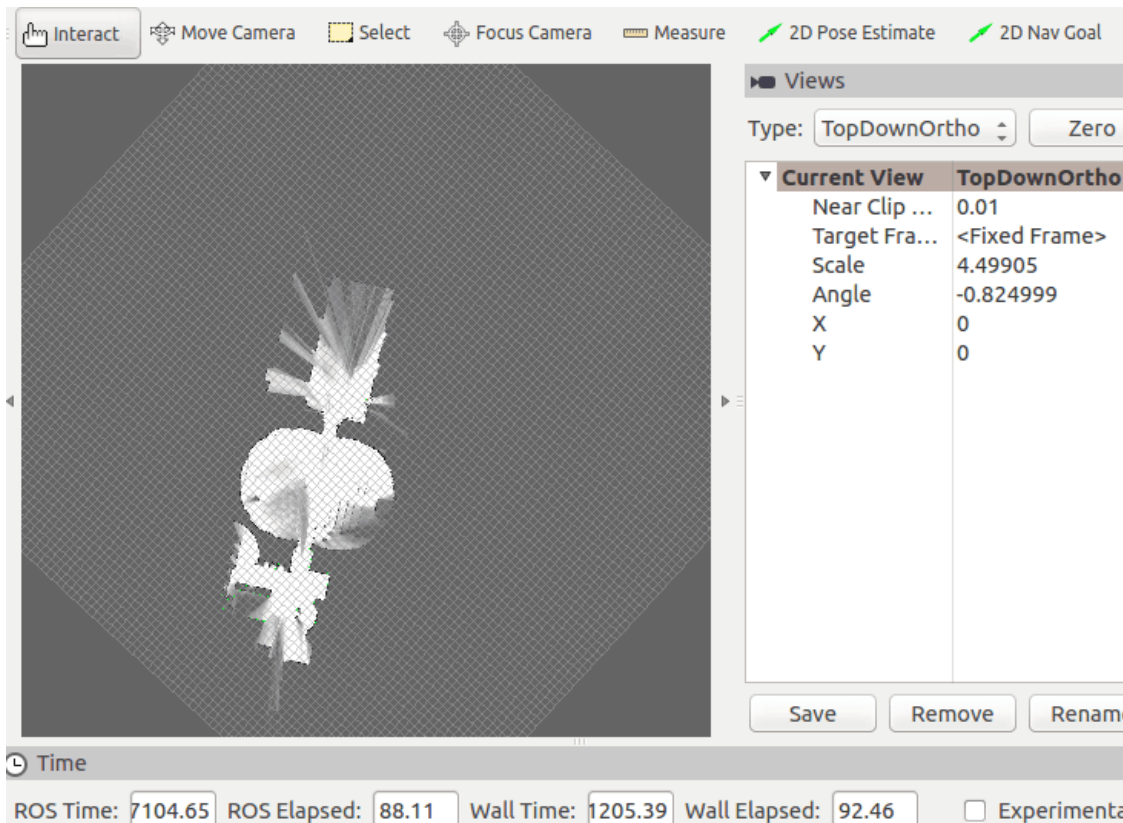 Interact Move Camera Select Focus Camera Measure 2D Pose Estimate 2D Nav Goal
Views
Type: TopDownOrtho Zero
Current View TopDownOrtho
Near Clip ... 0.01
Target Fra... <Fixed Frame>
Scale 4.49905
Angle -0.824999
X 0
Y 0
Save Remove Rename
Time
ROS Time: 7104.65 ROS Elapsed: 88.11 Wall Time: 1205.39 Wall Elapsed: 92.46 Experimenta